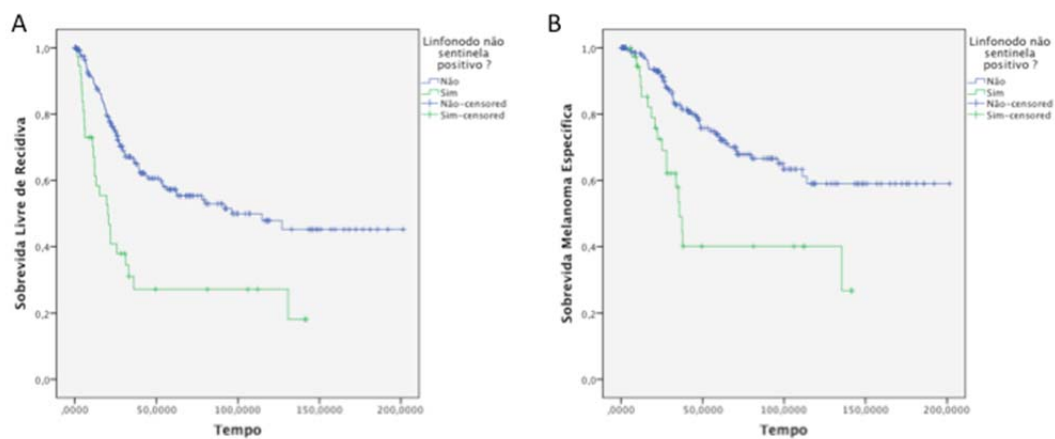 A
Sobrevida Livre de Recidiva
1,0
0,8
0,6
0,4
0,2
0,0
,0000
50,0000
100,0000
150,0000
200,0000
Tempo
Linfonodo não
sentinela
positivo ?
Não
Sim
Não-censored
Sim-censored
B
Sobrevida Melanoma Específica
1,0
0,8
0,6
0,4
0,2
0,0
,0000
50,0000
100,0000
150,0000
200,0000
Tempo
Linfonodo não
sentinela
positivo ?
Não
Sim
Não-censored
Sim-censored